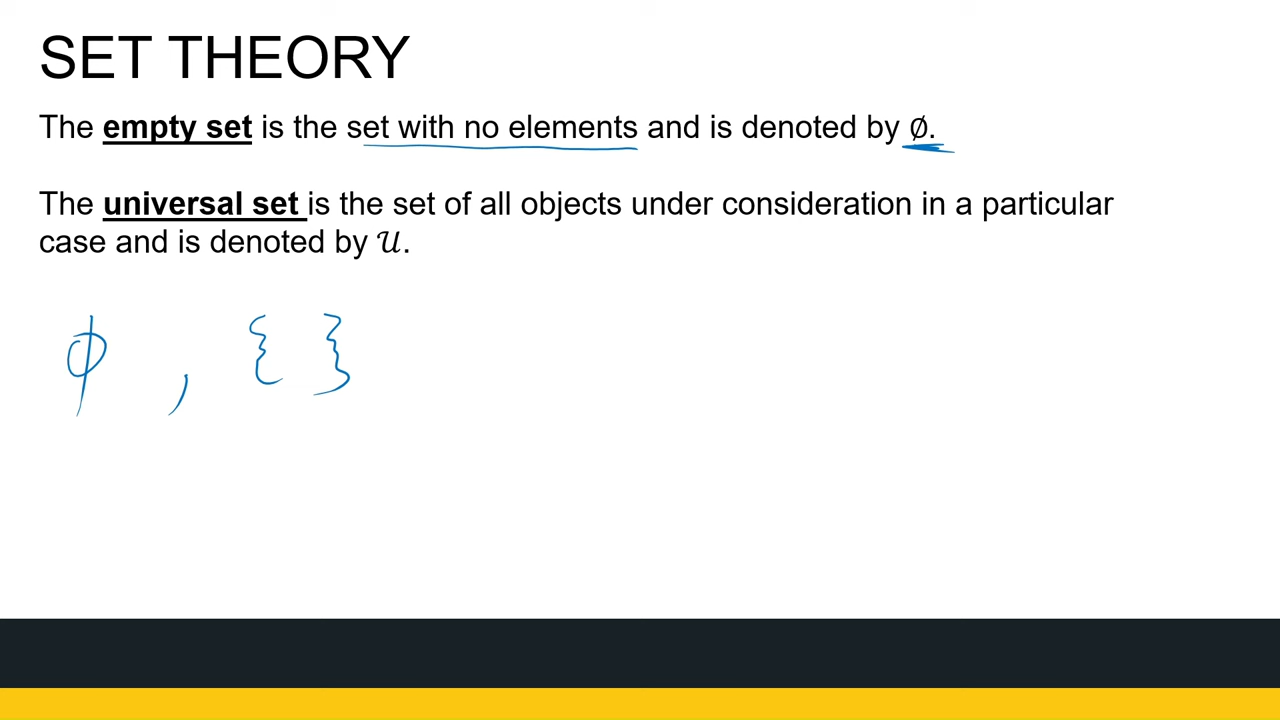 SET THEORY
The empty set is the set with no elements and is denoted by ∅.
The universal set is the set of all objects under consideration in a particular
case and is denoted by 𝒰.
∅ , { }